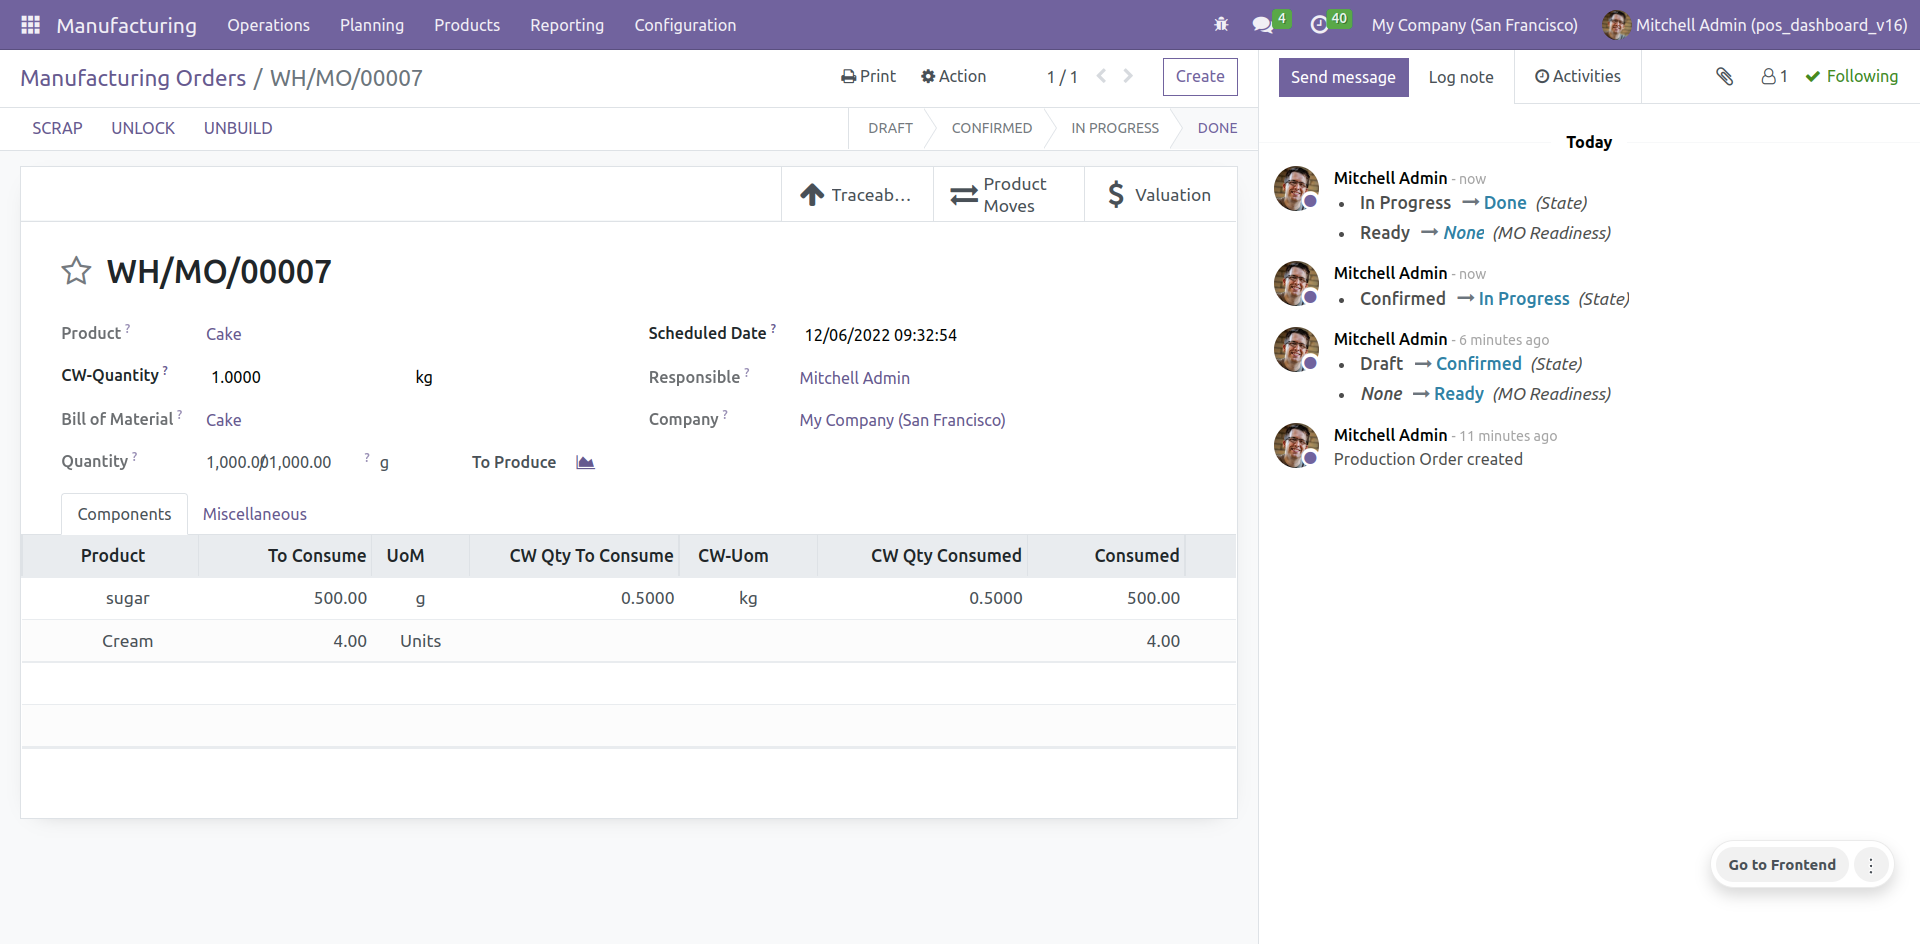 Manufacturing Operations Planning Products Reporting Configuration 4 40 My Company (San Francisco) Mitchell Admin (pos_dashboard_v16)
Manufacturing Orders / WH/MO/00007 Print Action 1 / 1 Create
Send message Log note Activities 1 Following
SCRAP UNLOCK UNBUILD DRAFT CONFIRMED IN PROGRESS DONE
Traceab... Product Moves $ Valuation
WH/MO/00007
Product ? Cake Scheduled Date ? 12/06/2022 09:32:54
CW-Quantity ? 1.0000 kg Responsible ? Mitchell Admin
Bill of Material ? Cake Company ? My Company (San Francisco)
Quantity ? 1,000.00/1,000.00 ? g To Produce
Components Miscellaneous
Product To Consume UoM CW Qty To Consume CW-Uom CW Qty Consumed Consumed
sugar 500.00 g 0.5000 kg 0.5000 500.00
Cream 4.00 Units 4.00
Today
Mitchell Admin - now
• In Progress → Done (State)
• Ready → None (MO Readiness)
Mitchell Admin - now
• Confirmed → In Progress (State)
Mitchell Admin - 6 minutes ago
• Draft → Confirmed (State)
• None → Ready (MO Readiness)
Mitchell Admin - 11 minutes ago
Production Order created
Go to Frontend